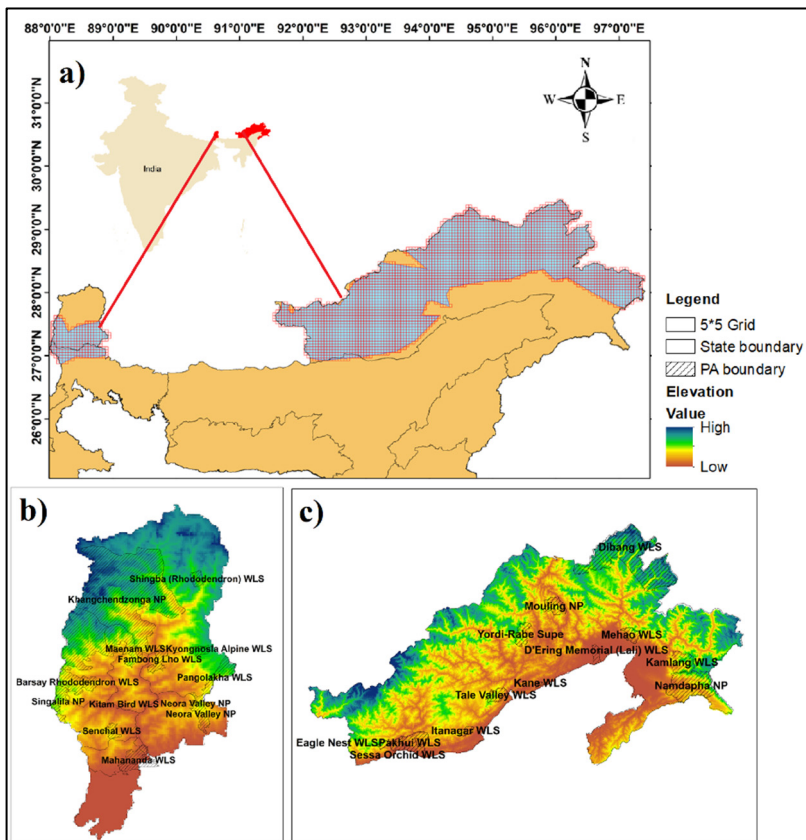 88°0'0"E 89°0'0"E 90°0'0"E 91°0'0"E 92°0'0"E 93°0'0"E 94°0'0"E 95°0'0"E 96°0'0"E 97°0'0"E
a)
N
W E
S
31°0'0"N
30°0'0"N
29°0'0"N
28°0'0"N
27°0'0"N
26°0'0"N
India
Legend
5*5 Grid
State boundary
PA boundary
Elevation
Value
High
Low
b)
Shingba (Rhododendron) WLS
Khangchendzonga NP
Maenam WLS Kyongnosla Alpine WLS
Fambong Lho WLS
Pangolakha WLS
Barsay Rhododendron WLS
Singalila NP
Kitam Bird WLS
Neora Valley NP
Neora Valley NP
Senchal WLS
Mahananda WLS
c)
Dibang WLS
Mouling NP
Yordi-Rabe Supe
Mehao WLS
D'Ering Memorial (Lali) WLS
Kamlang WLS
Kane WLS
Namdapha NP
Tale Valley WLS
Itanagar WLS
Eagle Nest WLS Pakhui WLS
Sessa Orchid WLS